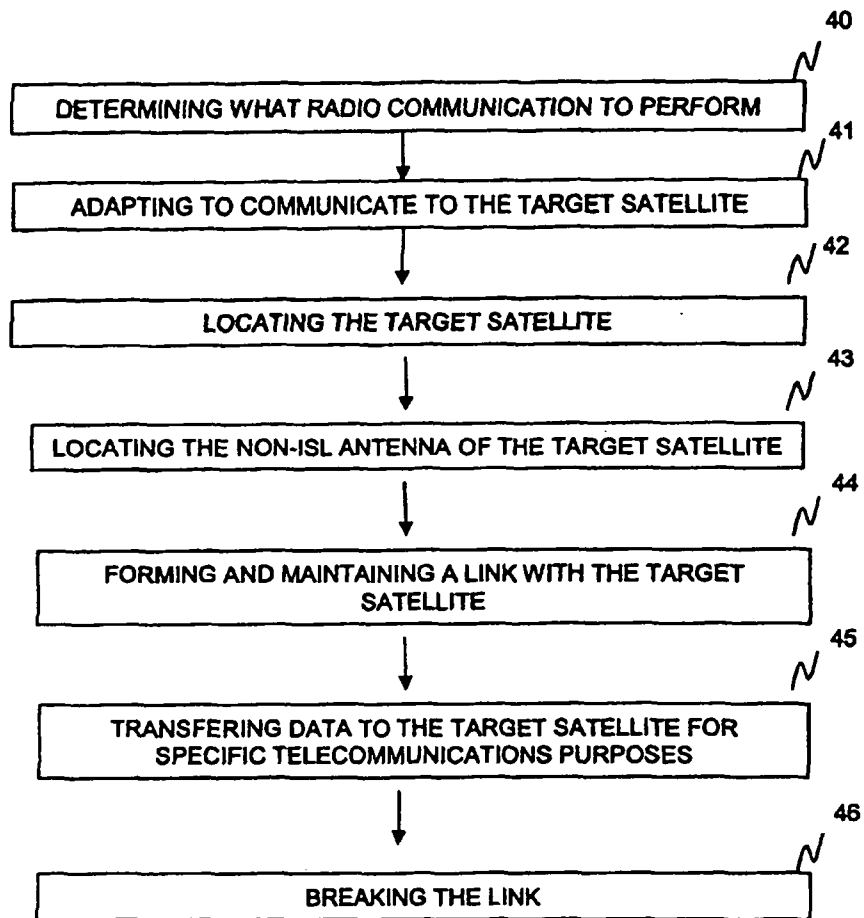 40
DETERMINING WHAT RADIO COMMUNICATION TO PERFORM
41
ADAPTING TO COMMUNICATE TO THE TARGET SATELLITE
42
LOCATING THE TARGET SATELLITE
43
LOCATING THE NON-ISL ANTENNA OF THE TARGET SATELLITE
44
FORMING AND MAINTAINING A LINK WITH THE TARGET
SATELLITE
45
TRANSFERING DATA TO THE TARGET SATELLITE FOR
SPECIFIC TELECOMMUNICATIONS PURPOSES
46
BREAKING THE LINK